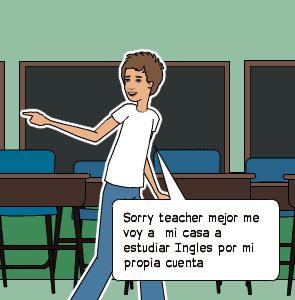 Sorry teacher mejor me
voy a mi casa a
estudiar Ingles por mi
propia cuenta